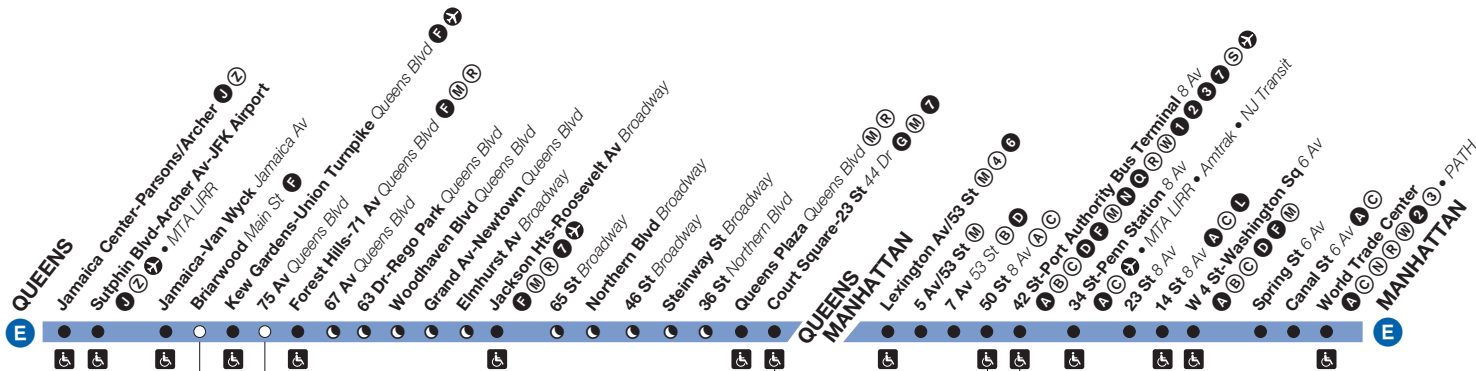 E
QUEENS
Jamaica Center-Parsons/Archer J Z
Sutphin Blvd-Archer Av-JFK Airport
J Z • MTA LIRR
Jamaica-Van Wyck Jamaica Av
Briarwood Main St F
Kew Gardens-Union Turnpike Queens Blvd F
75 Av Queens Blvd
Forest Hills-71 Av Queens Blvd F M R
67 Av Queens Blvd
63 Dr-Rego Park Queens Blvd
Woodhaven Blvd Queens Blvd
Grand Av-Newtown Queens Blvd
Elmhurst Av Broadway
Jackson Hts-Roosevelt Av Broadway
F M R 7
65 St Broadway
Northern Blvd Broadway
46 St Broadway
Steinway St Broadway
36 St Northern Blvd
Queens Plaza Queens Blvd M R
Court Square-23 St 44 Dr G M 7
QUEENS
MANHATTAN
Lexington Av/53 St M 4 6
5 Av/53 St M
7 Av 53 St B D
50 St 8 Av A C
42 St-Port Authority Bus Terminal 8 Av
A B C D F M N Q R W 1 2 3 7 S
34 St-Penn Station 8 Av
A C • MTA LIRR • Amtrak • NJ Transit
23 St 8 Av
14 St 8 Av A C L
W 4 St-Washington Sq 6 Av
A B C D F M
Spring St 6 Av
Canal St 6 Av A C
World Trade Center
A C N R W 2 3 • PATH
MANHATTAN
E